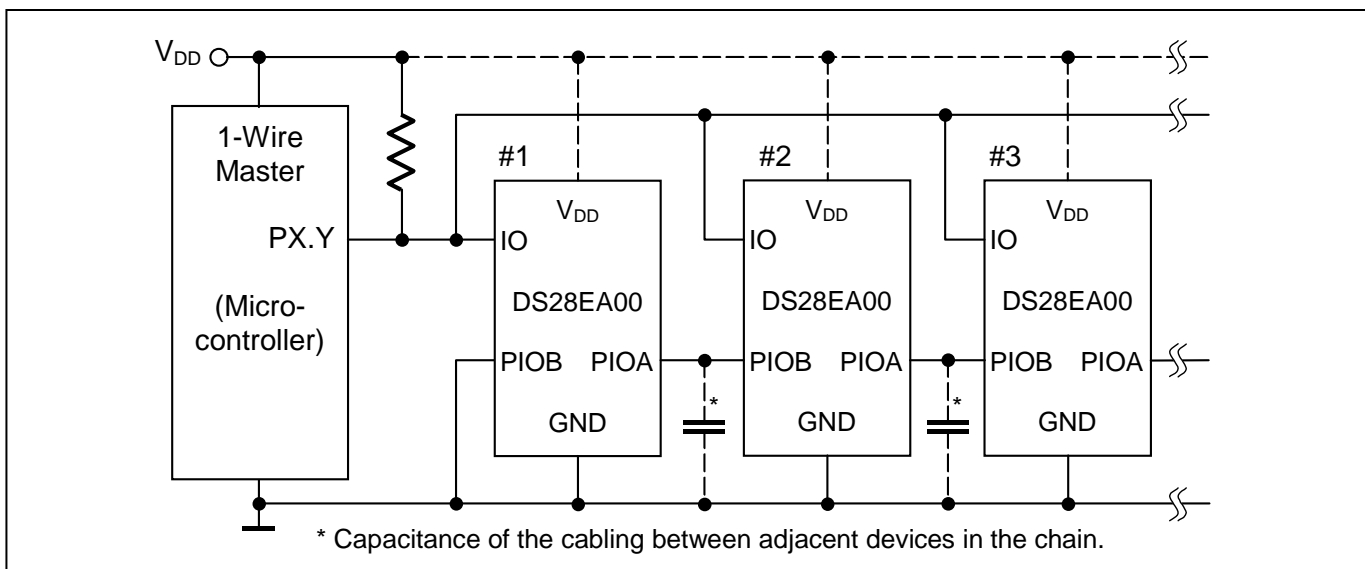 VDD
1-Wire
Master
PX.Y
(Micro-
controller)
#1
VDD
IO
DS28EA00
PIOB PIOA
GND
*
#2
VDD
IO
DS28EA00
PIOB PIOA
GND
*
#3
VDD
IO
DS28EA00
PIOB PIOA
GND
* Capacitance of the cabling between adjacent devices in the chain.